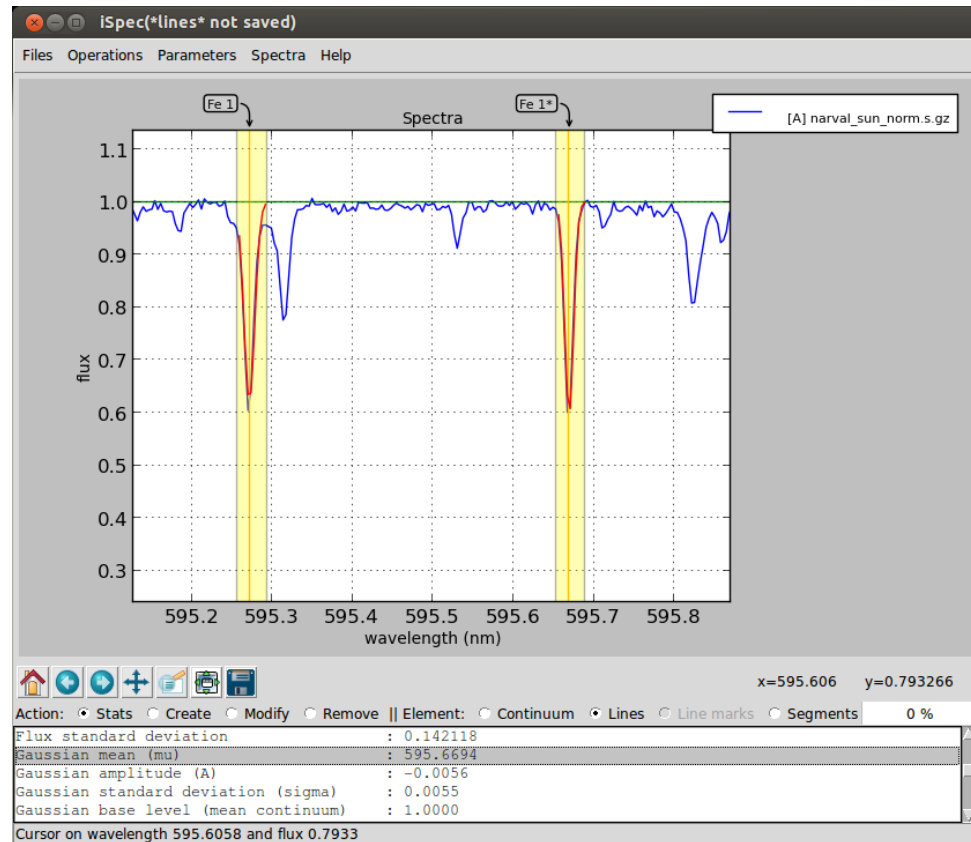 iSpec(*lines* not saved)
Files Operations Parameters Spectra Help
Fe 1 Fe 1*
Spectra
[A] narval_sun_norm.s.gz
1.1
1.0
0.9
0.8
0.7
0.6
0.5
0.4
0.3
flux
595.2 595.3 595.4 595.5 595.6 595.7 595.8
wavelength (nm)
x=595.606 y=0.793266
Action: Stats Create Modify Remove || Element: Continuum Lines Line marks Segments 0 %
Flux standard deviation : 0.142118
Gaussian mean (mu) : 595.6694
Gaussian amplitude (A) : -0.0056
Gaussian standard deviation (sigma) : 0.0055
Gaussian base level (mean continuum) : 1.0000
Cursor on wavelength 595.6058 and flux 0.7933